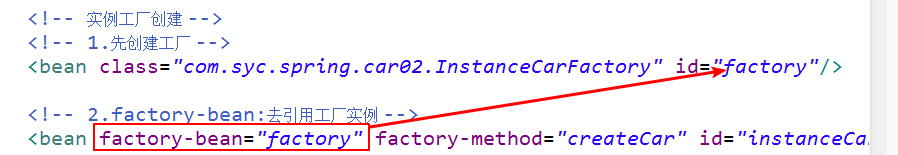 <!-- 实例工厂创建 -->
<!-- 1.先创建工厂 -->
<bean class="com.syc.spring.car02.InstanceCarFactory" id="factory"/>
<!-- 2.factory-bean:去引用工厂实例 -->
<bean factory-bean="factory" factory-method="createCar" id="instanceCa